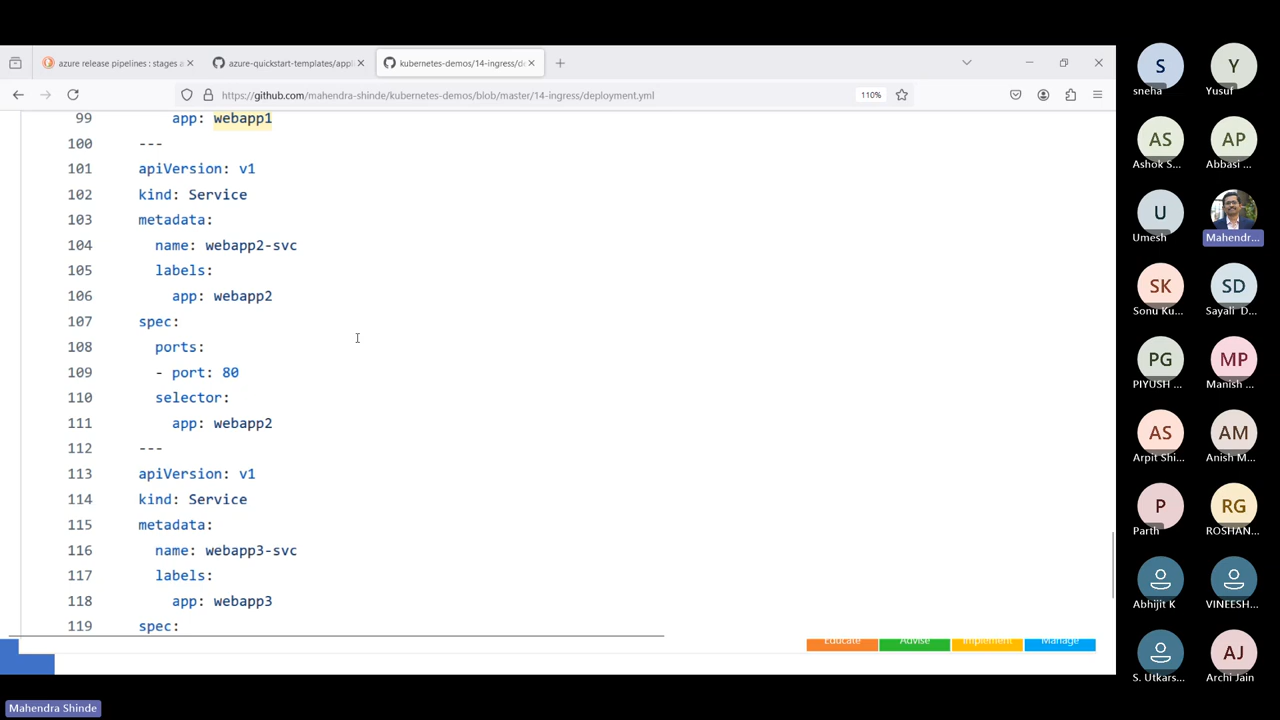 azure release pipelines : stages a
azure-quickstart-templates/appl
kubernetes-demos/14-ingress/de
https://github.com/mahendra-shinde/kubernetes-demos/blob/master/14-ingress/deployment.yml
110%
99 app: webapp1
100 ---
101 apiVersion: v1
102 kind: Service
103 metadata:
104 name: webapp2-svc
105 labels:
106 app: webapp2
107 spec:
108 ports:
109 - port: 80
110 selector:
111 app: webapp2
112 ---
113 apiVersion: v1
114 kind: Service
115 metadata:
116 name: webapp3-svc
117 labels:
118 app: webapp3
119 spec:
Educate Advise Implement Manage
Mahendra Shinde
S Y
sneha Yusuf
AS AP
Ashok S... Abbasi ...
U
Umesh Mahendr...
SK SD
Sonu Ku... Sayali D...
PG MP
PIYUSH ... Manish ...
AS AM
Arpit Shi... Anish M...
P RG
Parth ROSHAN...
Abhijit K VINEESH...
AJ
S. Utkars... Archi Jain